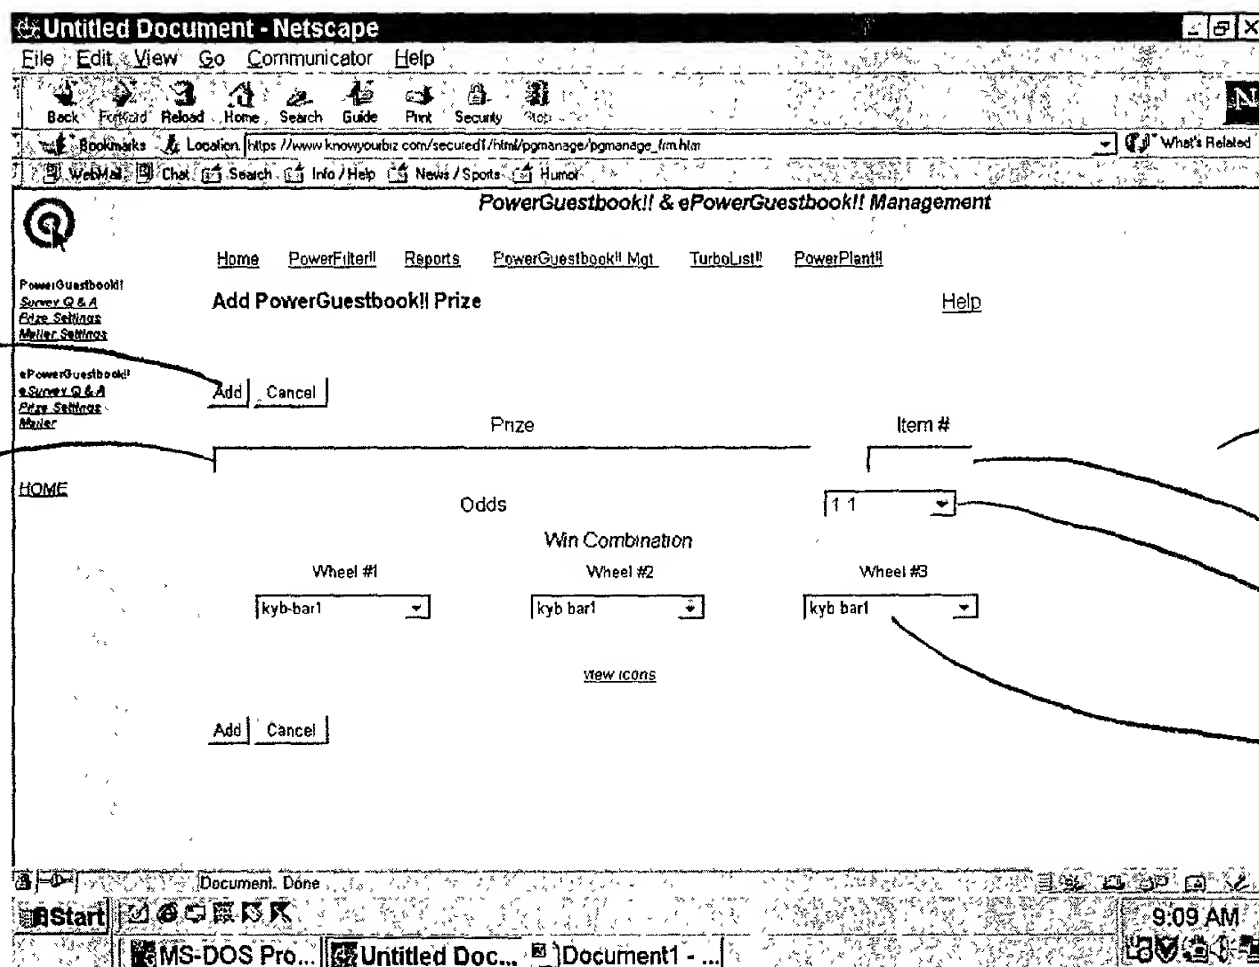 Untitled Document - Netscape
File Edit View Go Communicator Help
Back Forward Reload Home Search Guide Print Security Stop
Bookmarks Location https //www knowyourbiz com/secured1/html/pgmanage/pgmanage_frm.htm What's Related
WebMail Chat Search Info / Help News / Sports Humor
PowerGuestbook!! & ePowerGuestbook!! Management
Home PowerFilter!! Reports PowerGuestbook!! Mgt TurboList!! PowerPlant!!
PowerGuestbook!!
Survey Q & A
Prize Settings
Mailer Settings
ePowerGuestbook!!
eSurvey Q & A
Prize Settings
Mailer
HOME
Add PowerGuestbook!! Prize Help
Add Cancel
Prize Item #
Odds 1 1
Win Combination
Wheel #1 Wheel #2 Wheel #3
kyb-bar1 kyb bar1 kyb bar1
view icons
Add Cancel
Document. Done
Start 9:09 AM
MS-DOS Pro... Untitled Doc... Document1 - ...